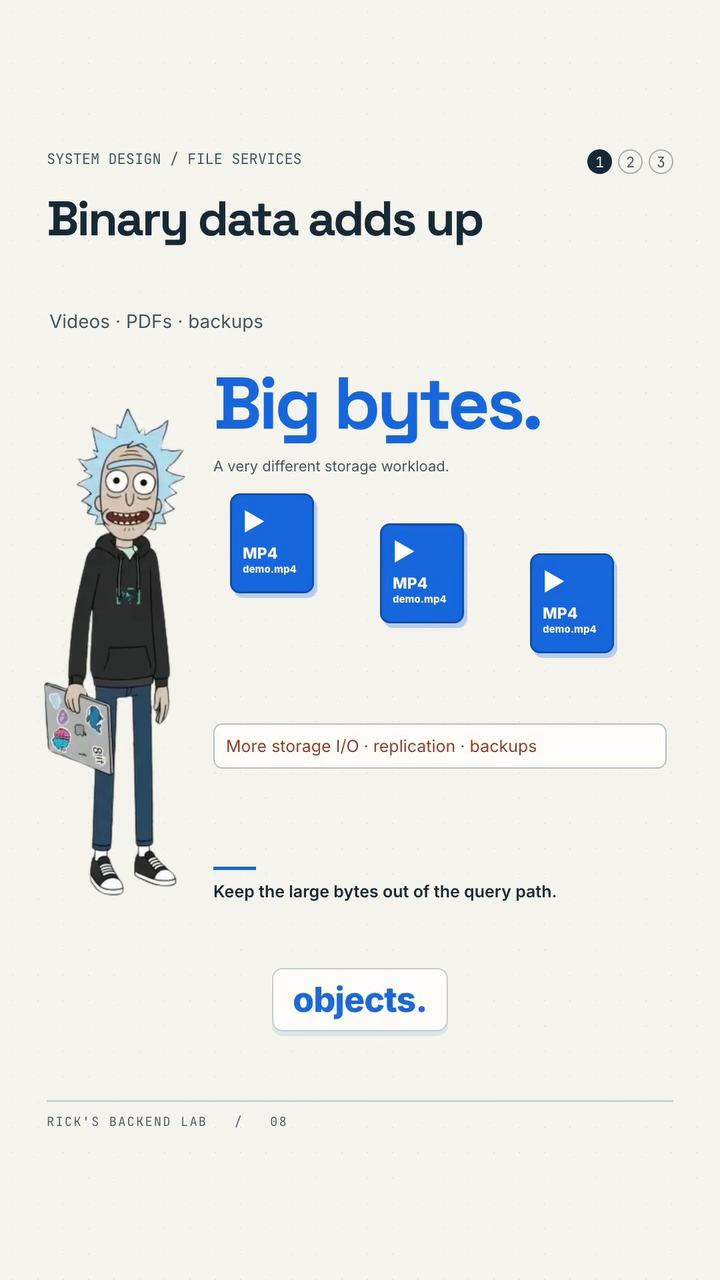 SYSTEM DESIGN / FILE SERVICES
1 2 3
Binary data adds up
Videos · PDFs · backups
Big bytes.
A very different storage workload.
MP4
demo.mp4
MP4
demo.mp4
MP4
demo.mp4
More storage I/O · replication · backups
Keep the large bytes out of the query path.
objects.
RICK'S BACKEND LAB / 08